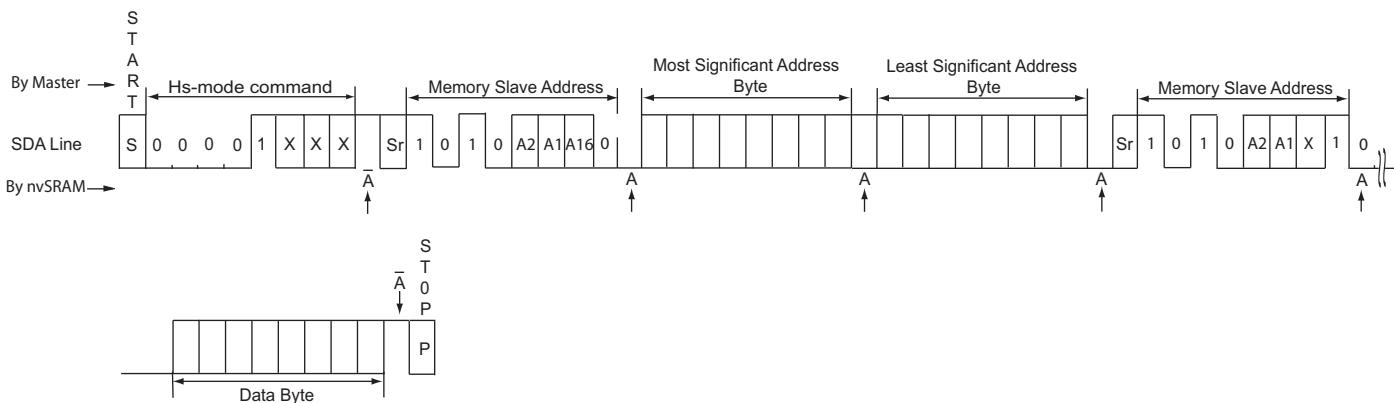 START
Most Significant Address Byte
Least Significant Address Byte
By Master
Hs-mode command
Memory Slave Address
Memory Slave Address
SDA Line
S 0 0 0 0 1 X X X Sr 1 0 1 0 A2 A1 A16 0 Sr 1 0 1 0 A2 A1 X 1 0
By nvSRAM
A̅ A A A A
ST0P
A̅
P
Data Byte